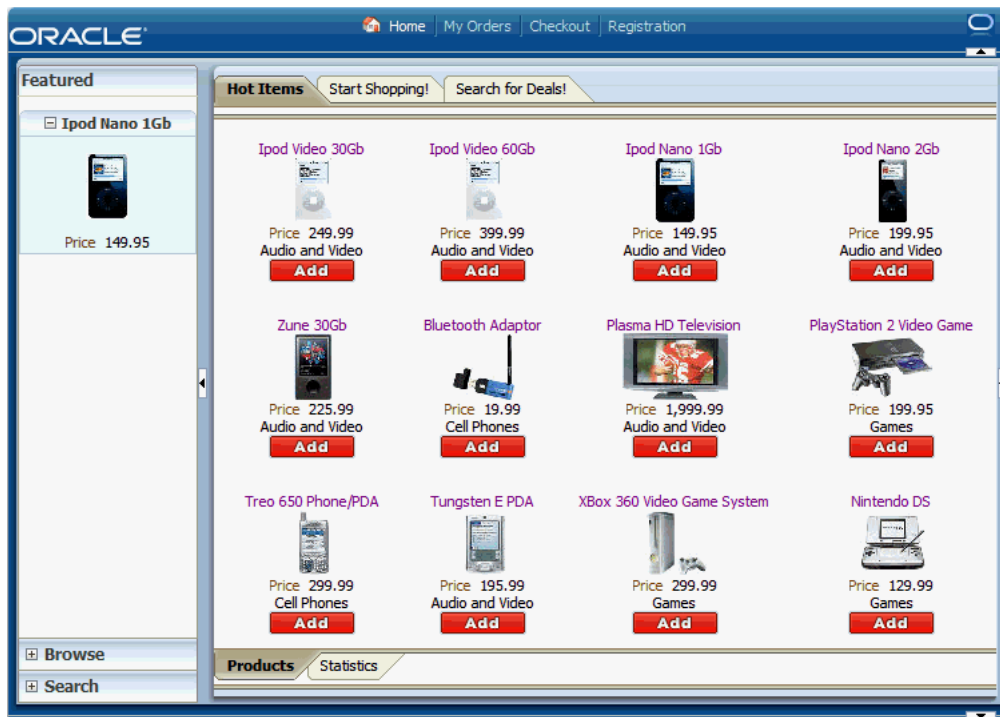 ORACLE
Home My Orders Checkout Registration
Featured
Ipod Nano 1Gb
Price 149.95
Browse
Search
Hot Items Start Shopping! Search for Deals!
Ipod Video 30Gb Ipod Video 60Gb Ipod Nano 1Gb Ipod Nano 2Gb
Price 249.99 Price 399.99 Price 149.95 Price 199.95
Audio and Video Audio and Video Audio and Video Audio and Video
Add Add Add Add
Zune 30Gb Bluetooth Adaptor Plasma HD Television PlayStation 2 Video Game
Price 225.99 Price 19.99 Price 1,999.99 Price 199.95
Audio and Video Cell Phones Audio and Video Games
Add Add Add Add
Treo 650 Phone/PDA Tungsten E PDA XBox 360 Video Game System Nintendo DS
Price 299.99 Price 195.99 Price 299.99 Price 129.99
Cell Phones Audio and Video Games Games
Add Add Add Add
Products Statistics